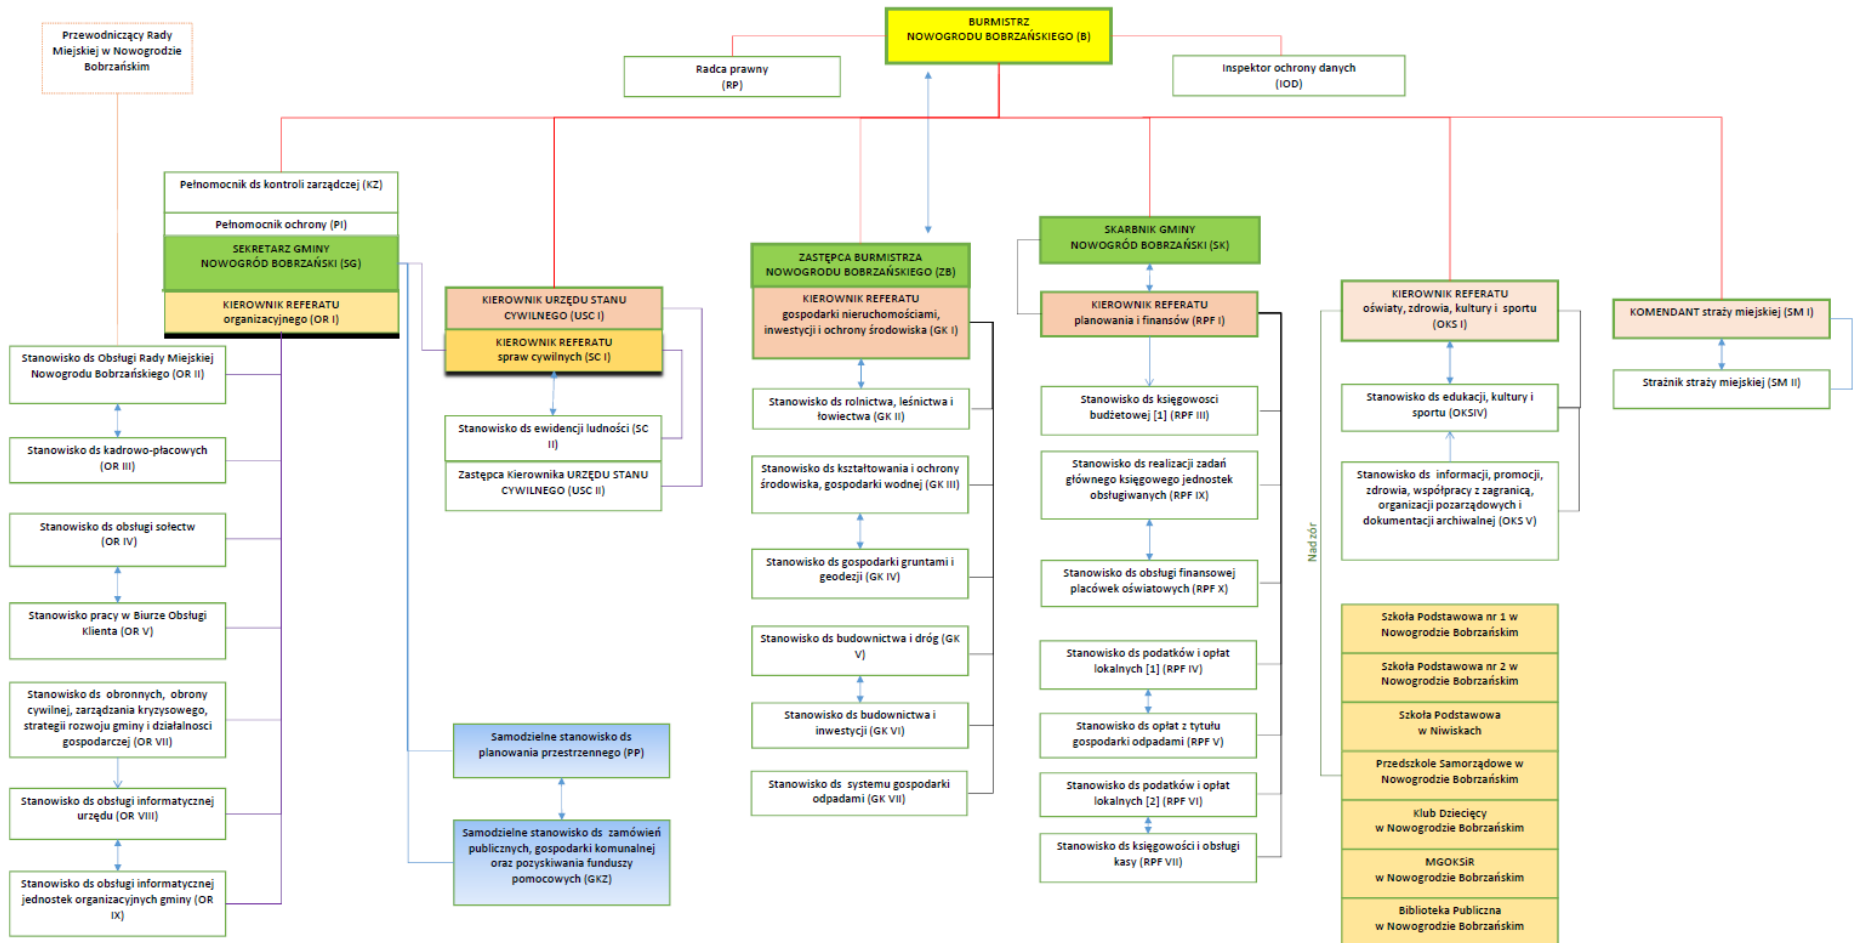 BURMISTRZ
NOWOGRODU BOBRZAŃSKIEGO (B)
Przewodniczący Rady
Miejskiej w Nowogrodzie
Bobrzańskim
Radca prawny
(RP)
Inspektor ochrony danych
(IOD)
Pełnomocnik ds kontroli zarządczej (KZ)
Pełnomocnik ochrony (PI)
SEKRETARZ GMINY
NOWOGRÓD BOBRZAŃSKI (SG)
KIEROWNIK REFERATU
organizacyjnego (OR I)
Stanowisko ds Obsługi Rady Miejskiej
Nowogrodu Bobrzańskiego (OR II)
Stanowisko ds kadrowo-płacowych
(OR III)
Stanowisko ds obsługi sołectw
(OR IV)
Stanowisko pracy w Biurze Obsługi
Klienta (OR V)
Stanowisko ds obronnych, obrony
cywilnej, zarządzania kryzysowego,
strategii rozwoju gminy i działalnosci
gospodarczej (OR VII)
Stanowisko ds obsługi informatycznej
urzędu (OR VIII)
Stanowisko ds obsługi informatycznej
jednostek organizacyjnych gminy (OR
IX)
KIEROWNIK URZĘDU STANU
CYWILNEGO (USC I)
KIEROWNIK REFERATU
spraw cywilnych (SC I)
Stanowisko ds ewidencji ludności (SC
II)
Zastępca Kierownika URZĘDU STANU
CYWILNEGO (USC II)
Samodzielne stanowisko ds
planowania przestrzennego (PP)
Samodzielne stanowisko ds zamówień
publicznych, gospodarki komunalnej
oraz pozyskiwania funduszy
pomocowych (GKZ)
ZASTĘPCA BURMISTRZA
NOWOGRODU BOBRZAŃSKIEGO (ZB)
KIEROWNIK REFERATU
gospodarki nieruchomościami,
inwestycji i ochrony środowiska (GK I)
Stanowisko ds rolnictwa, leśnictwa i
łowiectwa (GK II)
Stanowisko ds kształtowania i ochrony
środowiska, gospodarki wodnej (GK III)
Stanowisko ds gospodarki gruntami i
geodezji (GK IV)
Stanowisko ds budownictwa i dróg (GK
V)
Stanowisko ds budownictwa i
inwestycji (GK VI)
Stanowisko ds systemu gospodarki
odpadami (GK VII)
SKARBNIK GMINY
NOWOGRÓD BOBRZAŃSKI (SK)
KIEROWNIK REFERATU
planowania i finansów (RPF I)
Stanowisko ds księgowosci
budżetowej [1] (RPF III)
Stanowisko ds realizacji zadań
głównego księgowego jednostek
obsługiwanych (RPF IX)
Stanowisko ds obsługi finansowej
placówek oświatowych (RPF X)
Stanowisko ds podatków i opłat
lokalnych [1] (RPF IV)
Stanowisko ds opłat z tytułu
gospodarki odpadami (RPF V)
Stanowisko ds podatków i opłat
lokalnych [2] (RPF VI)
Stanowisko ds księgowości i obsługi
kasy (RPF VII)
KIEROWNIK REFERATU
oświaty, zdrowia, kultury i sportu
(OKS I)
Stanowisko ds edukacji, kultury i
sportu (OKSIV)
Stanowisko ds informacji, promocji,
zdrowia, współpracy z zagranicą,
organizacji pozarządowych i
dokumentacji archiwalnej (OKS V)
Nadzór
Szkoła Podstawowa nr 1 w
Nowogrodzie Bobrzańskim
Szkoła Podstawowa nr 2 w
Nowogrodzie Bobrzańskim
Szkoła Podstawowa
w Niwiskach
Przedszkole Samorządowe w
Nowogrodzie Bobrzańskim
Klub Dziecięcy
w Nowogrodzie Bobrzańskim
MGOKSiR
w Nowogrodzie Bobrzańskim
Biblioteka Publiczna
w Nowogrodzie Bobrzańskim
KOMENDANT straży miejskiej (SM I)
Strażnik straży miejskiej (SM II)